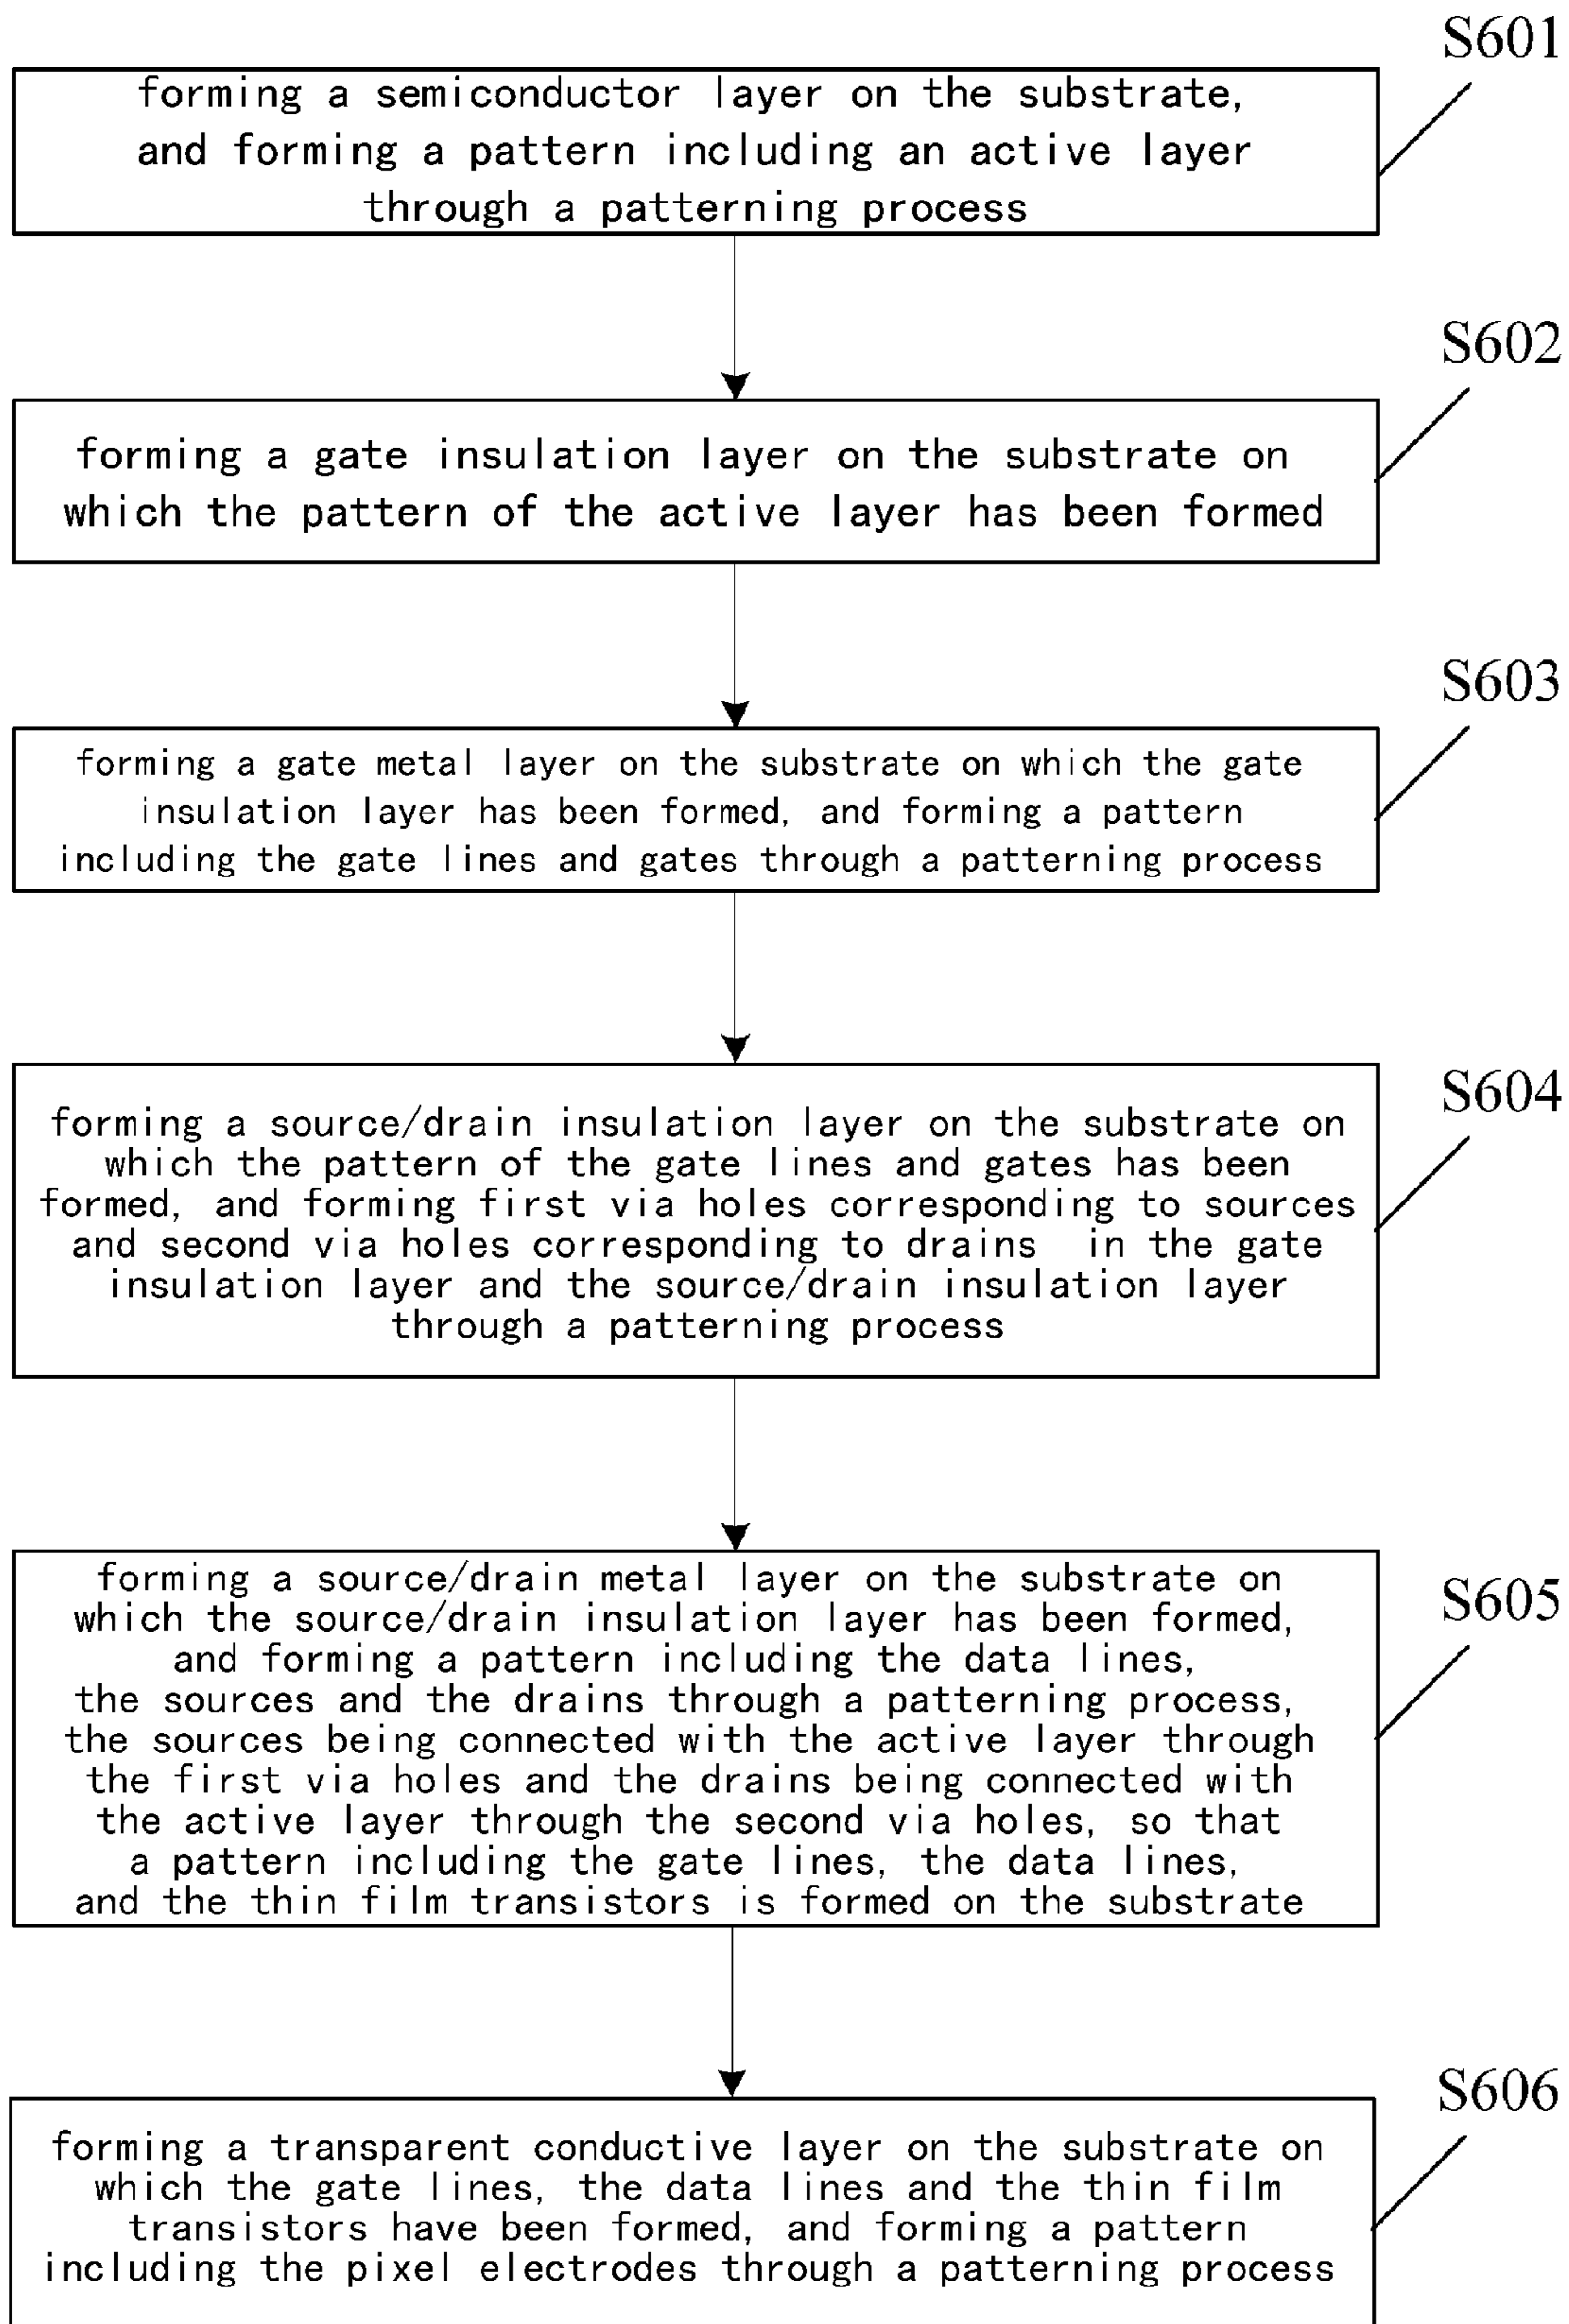 S601
forming a semiconductor layer on the substrate,
and forming a pattern including an active layer
through a patterning process
S602
forming a gate insulation layer on the substrate on
which the pattern of the active layer has been formed
S603
forming a gate metal layer on the substrate on which the gate
insulation layer has been formed, and forming a pattern
including the gate lines and gates through a patterning process
S604
forming a source/drain insulation layer on the substrate on
which the pattern of the gate lines and gates has been
formed, and forming first via holes corresponding to sources
and second via holes corresponding to drains in the gate
insulation layer and the source/drain insulation layer
through a patterning process
S605
forming a source/drain metal layer on the substrate on
which the source/drain insulation layer has been formed,
and forming a pattern including the data lines,
the sources and the drains through a patterning process,
the sources being connected with the active layer through
the first via holes and the drains being connected with
the active layer through the second via holes, so that
a pattern including the gate lines, the data lines,
and the thin film transistors is formed on the substrate
S606
forming a transparent conductive layer on the substrate on
which the gate lines, the data lines and the thin film
transistors have been formed, and forming a pattern
including the pixel electrodes through a patterning process